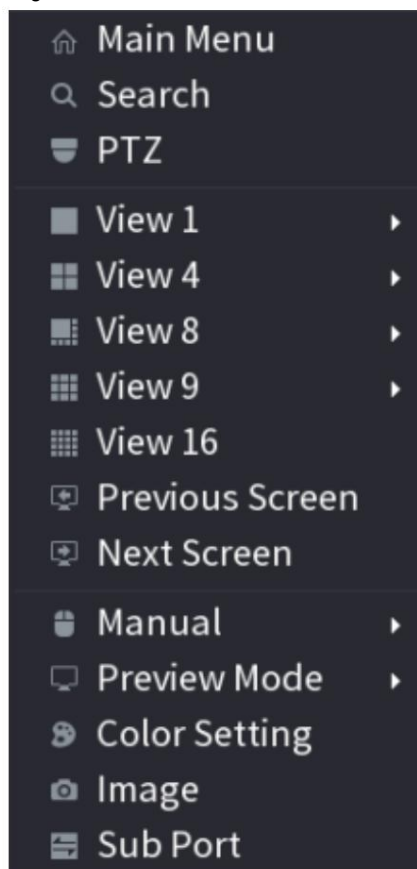 Main Menu
Search
PTZ
View 1
View 4
View 8
View 9
View 16
Previous Screen
Next Screen
Manual
Preview Mode
Color Setting
Image
Sub Port